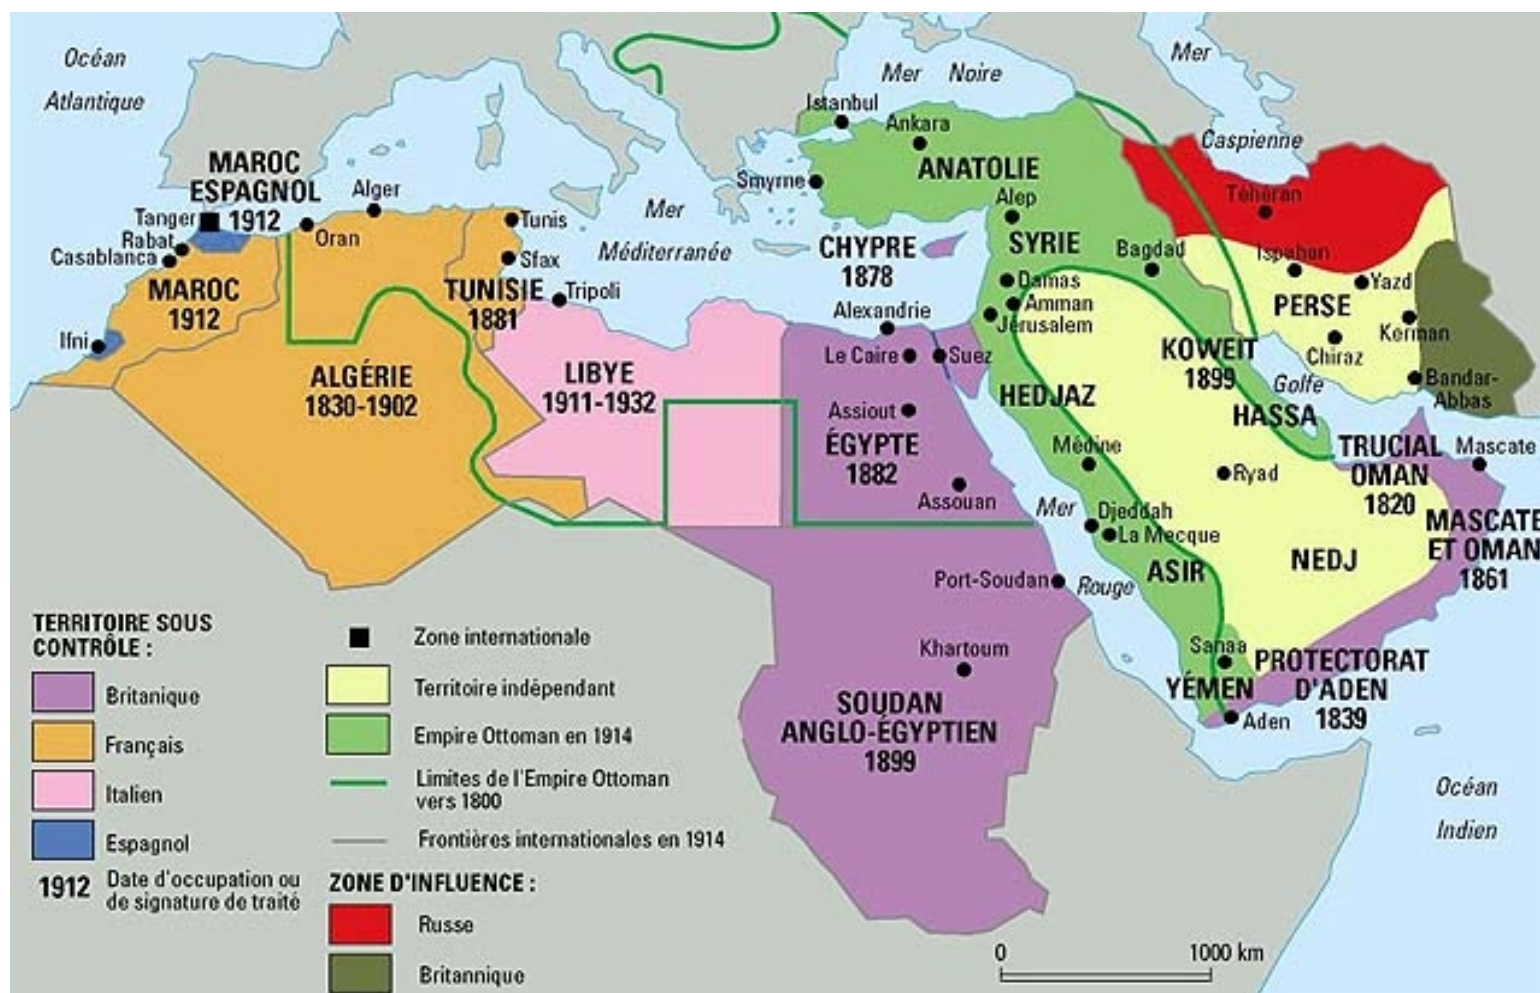 Océan
Atlantique
Mer
Noire
Mer
Caspienne
Istanbul
Ankara
ANATOLIE
Smyrne
MAROC
ESPAGNOL
1912
Tanger
Rabat
Casablanca
Alger
Oran
Tunis
Sfax
Tripoli
Mer
Méditerranée
CHYPRE
1878
Alep
SYRIE
Bagdad
Damas
Amman
Jérusalem
Téhéran
Ispahan
Yazd
PERSE
Kerman
Chiraz
Bandar-
Abbas
MAROC
1912
Ifni
TUNISIE
1881
ALGÉRIE
1830-1902
LIBYE
1911-1932
Alexandrie
Le Caire
Suez
Assiout
ÉGYPTE
1882
Assouan
HEDJAZ
KOWEIT
1899
Golfe
HASSA
Médine
Ryad
TRUCIAL
OMAN
1820
Mascate
MASCATE
ET OMAN
1861
Mer
Rouge
Djeddah
La Mecque
ASIR
NEDJ
Port-Soudan
Khartoum
SOUDAN
ANGLO-ÉGYPTIEN
1899
Sanaa
YÉMEN
PROTECTORAT
D'ADEN
1839
Aden
Océan
Indien
TERRITOIRE SOUS
CONTRÔLE :
Britanique
Français
Italien
Espagnol
1912 Date d'occupation ou
de signature de traité
Zone internationale
Territoire indépendant
Empire Ottoman en 1914
Limites de l'Empire Ottoman
vers 1800
Frontières internationales en 1914
ZONE D'INFLUENCE :
Russe
Britannique
0 1000 km